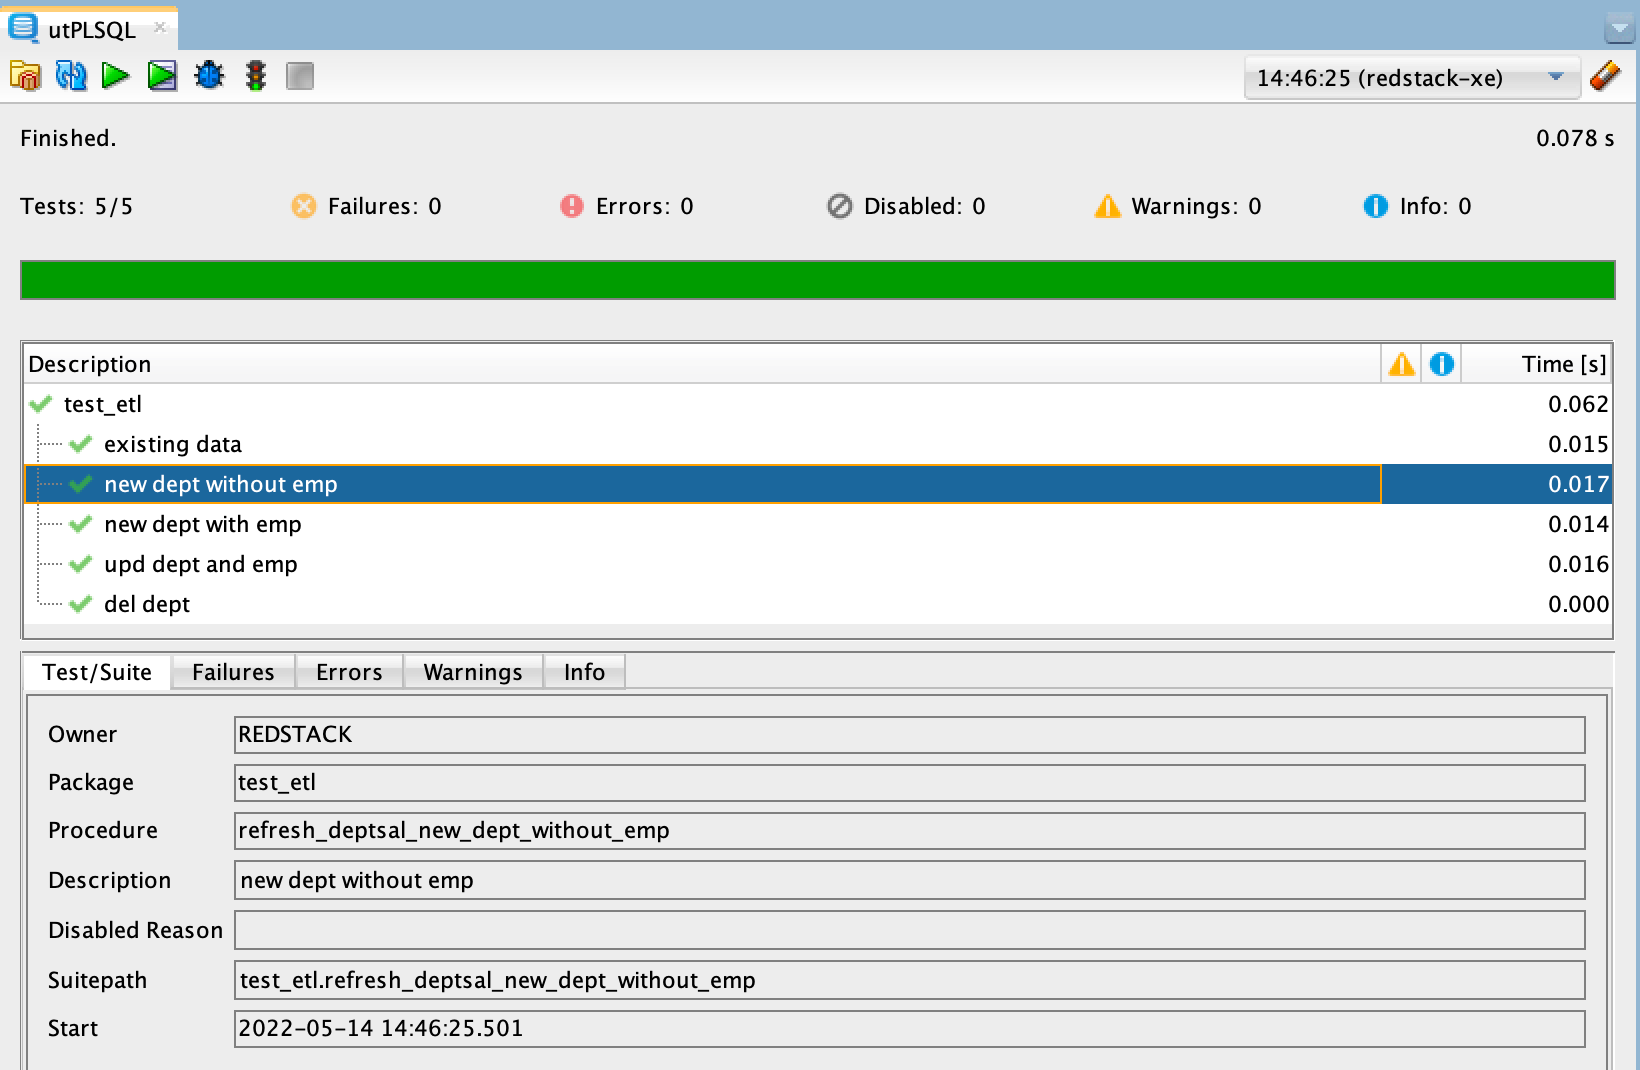 utPLSQL
14:46:25 (redstack-xe)
Finished. 0.078 s
Tests: 5/5 Failures: 0 Errors: 0 Disabled: 0 Warnings: 0 Info: 0
Description Time [s]
test_etl 0.062
existing data 0.015
new dept without emp 0.017
new dept with emp 0.014
upd dept and emp 0.016
del dept 0.000
Test/Suite Failures Errors Warnings Info
Owner REDSTACK
Package test_etl
Procedure refresh_deptsal_new_dept_without_emp
Description new dept without emp
Disabled Reason
Suitepath test_etl.refresh_deptsal_new_dept_without_emp
Start 2022-05-14 14:46:25.501